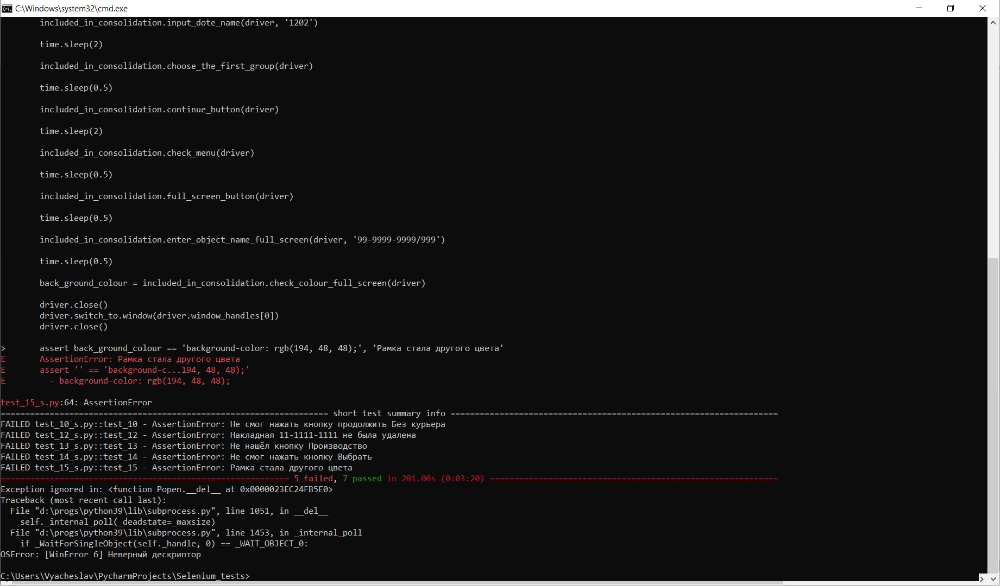 C:\Windows\system32\cmd.exe
included_in_consolidation.input_dote_name(driver, '1202')
time.sleep(2)
included_in_consolidation.choose_the_first_group(driver)
time.sleep(0.5)
included_in_consolidation.continue_button(driver)
time.sleep(2)
included_in_consolidation.check_menu(driver)
time.sleep(0.5)
included_in_consolidation.full_screen_button(driver)
time.sleep(0.5)
included_in_consolidation.enter_object_name_full_screen(driver, '99-9999-9999/999')
time.sleep(0.5)
back_ground_colour = included_in_consolidation.check_colour_full_screen(driver)
driver.close()
driver.switch_to.window(driver.window_handles[0])
driver.close()
> assert back_ground_colour == 'background-color: rgb(194, 48, 48);', 'Рамка стала другого цвета'
E AssertionError: Рамка стала другого цвета
E assert '' == 'background-c...194, 48, 48);'
E - background-color: rgb(194, 48, 48);
test_15_s.py:64: AssertionError
=================================================================== short test summary info ===================================================================
FAILED test_10_s.py::test_10 - AssertionError: Не смог нажать кнопку продолжить Без курьера
FAILED test_12_s.py::test_12 - AssertionError: Накладная 11-1111-1111 не была удалена
FAILED test_13_s.py::test_13 - AssertionError: Не нашёл кнопку Производство
FAILED test_14_s.py::test_14 - AssertionError: Не смог нажать кнопку Выбрать
FAILED test_15_s.py::test_15 - AssertionError: Рамка стала другого цвета
=========================================================== 5 failed, 7 passed in 201.00s (0:03:20) ===========================================================
Exception ignored in: <function Popen.__del__ at 0x0000023EC24FB5E0>
Traceback (most recent call last):
File "d:\progs\python39\lib\subprocess.py", line 1051, in __del__
self._internal_poll(_deadstate=_maxsize)
File "d:\progs\python39\lib\subprocess.py", line 1453, in _internal_poll
if _WaitForSingleObject(self._handle, 0) == _WAIT_OBJECT_0:
OSError: [WinError 6] Неверный дескриптор
C:\Users\Vyacheslav\PycharmProjects\Selenium_tests>